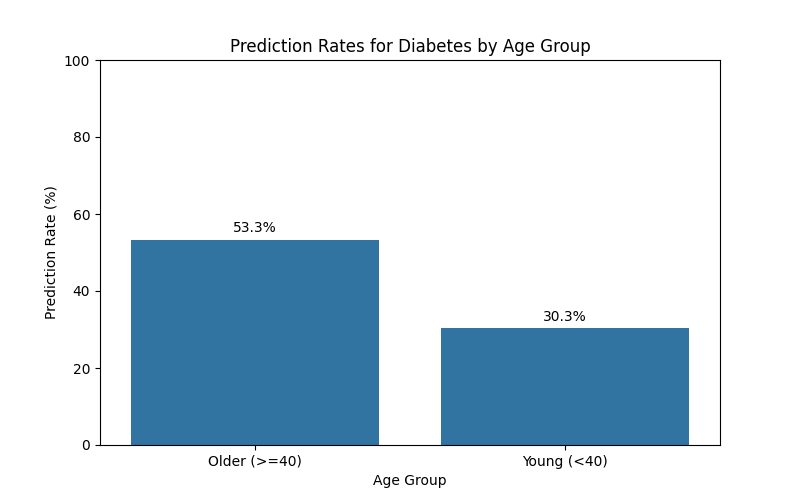 Prediction Rates for Diabetes by Age Group
100
80
60
40
20
0
Prediction Rate (%)
53.3%
30.3%
Older (>=40)
Young (<40)
Age Group